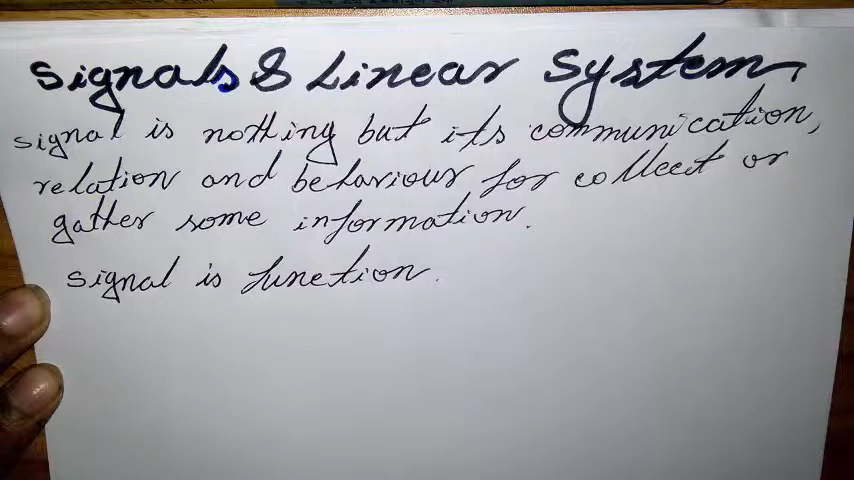 Signals & Linear System
signal is nothing but its communication,
relation and behaviour for collect or
gather some information.
signal is function.